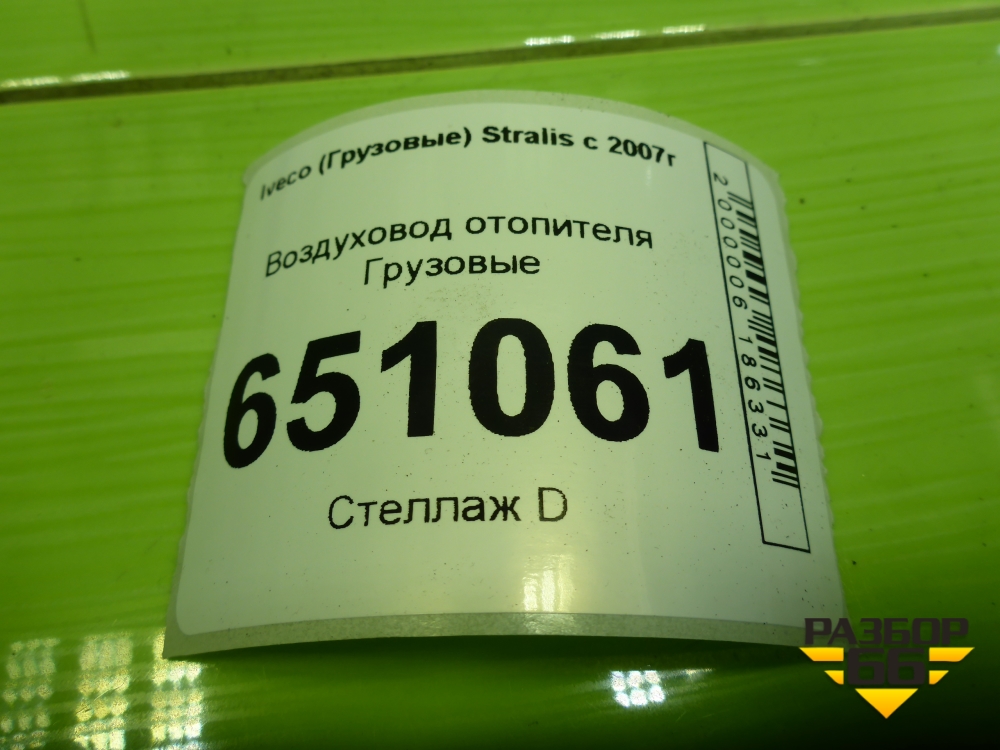 Iveco (Грузовые) Stralis с 2007г
Воздуховод отопителя
Грузовые
651061
Стеллаж D
2000006186331
РАЗБОР
66